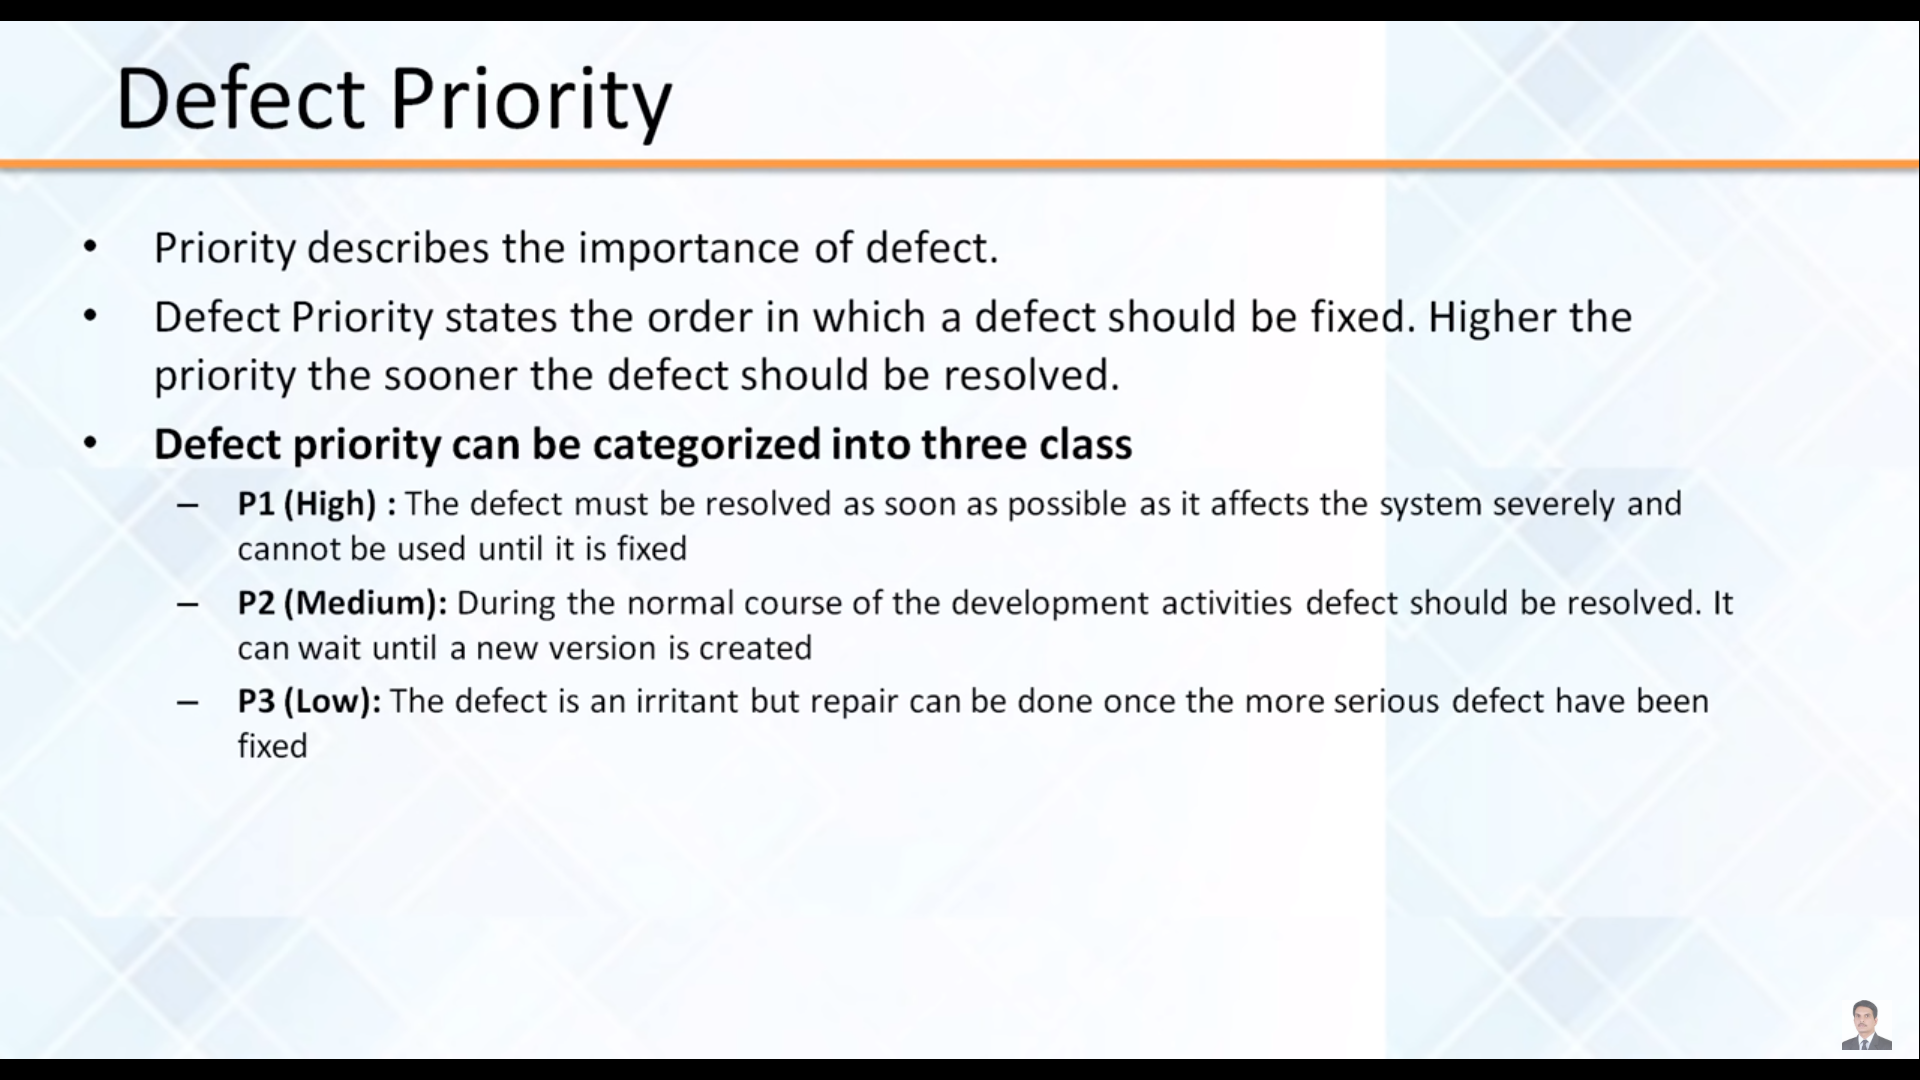 Defect Priority
• Priority describes the importance of defect.
• Defect Priority states the order in which a defect should be fixed. Higher the
priority the sooner the defect should be resolved.
• Defect priority can be categorized into three class
– P1 (High) : The defect must be resolved as soon as possible as it affects the system severely and
cannot be used until it is fixed
– P2 (Medium): During the normal course of the development activities defect should be resolved. It
can wait until a new version is created
– P3 (Low): The defect is an irritant but repair can be done once the more serious defect have been
fixed